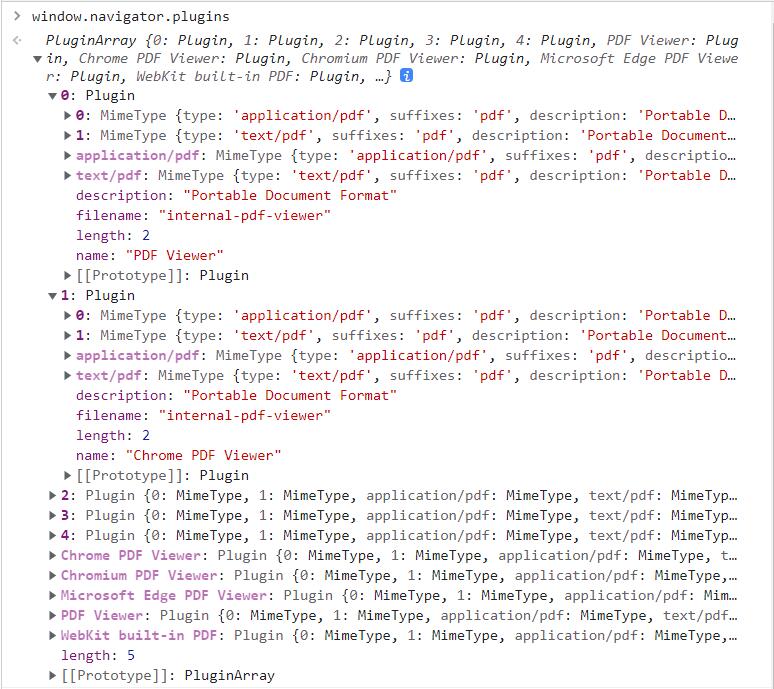 window.navigator.plugins
PluginArray {0: Plugin, 1: Plugin, 2: Plugin, 3: Plugin, 4: Plugin, PDF Viewer: Plug
in, Chrome PDF Viewer: Plugin, Chromium PDF Viewer: Plugin, Microsoft Edge PDF Viewe
r: Plugin, WebKit built-in PDF: Plugin, …} i
0: Plugin
0: MimeType {type: 'application/pdf', suffixes: 'pdf', description: 'Portable D…
1: MimeType {type: 'text/pdf', suffixes: 'pdf', description: 'Portable Document…
application/pdf: MimeType {type: 'application/pdf', suffixes: 'pdf', descriptio…
text/pdf: MimeType {type: 'text/pdf', suffixes: 'pdf', description: 'Portable D…
description: "Portable Document Format"
filename: "internal-pdf-viewer"
length: 2
name: "PDF Viewer"
[[Prototype]]: Plugin
1: Plugin
0: MimeType {type: 'application/pdf', suffixes: 'pdf', description: 'Portable D…
1: MimeType {type: 'text/pdf', suffixes: 'pdf', description: 'Portable Document…
application/pdf: MimeType {type: 'application/pdf', suffixes: 'pdf', descriptio…
text/pdf: MimeType {type: 'text/pdf', suffixes: 'pdf', description: 'Portable D…
description: "Portable Document Format"
filename: "internal-pdf-viewer"
length: 2
name: "Chrome PDF Viewer"
[[Prototype]]: Plugin
2: Plugin {0: MimeType, 1: MimeType, application/pdf: MimeType, text/pdf: MimeTyp…
3: Plugin {0: MimeType, 1: MimeType, application/pdf: MimeType, text/pdf: MimeTyp…
4: Plugin {0: MimeType, 1: MimeType, application/pdf: MimeType, text/pdf: MimeTyp…
Chrome PDF Viewer: Plugin {0: MimeType, 1: MimeType, application/pdf: MimeType, t…
Chromium PDF Viewer: Plugin {0: MimeType, 1: MimeType, application/pdf: MimeType,…
Microsoft Edge PDF Viewer: Plugin {0: MimeType, 1: MimeType, application/pdf: Mim…
PDF Viewer: Plugin {0: MimeType, 1: MimeType, application/pdf: MimeType, text/pdf…
WebKit built-in PDF: Plugin {0: MimeType, 1: MimeType, application/pdf: MimeType,…
length: 5
[[Prototype]]: PluginArray